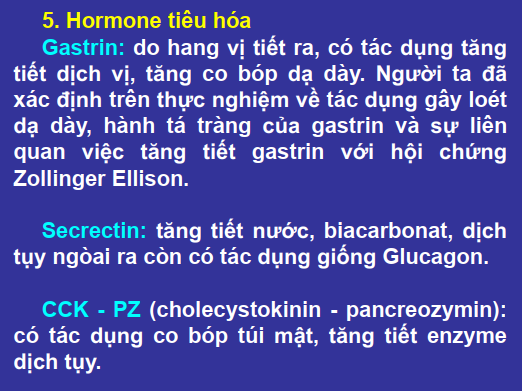 5. Hormone tiêu hóa
Gastrin: do hang vị tiết ra, có tác dụng tăng
tiết dịch vị, tăng co bóp dạ dày. Người ta đã
xác định trên thực nghiệm về tác dụng gây loét
dạ dày, hành tá tràng của gastrin và sự liên
quan việc tăng tiết gastrin với hội chứng
Zollinger Ellison.
Secrectin: tăng tiết nước, biacarbonat, dịch
tụy ngòai ra còn có tác dụng giống Glucagon.
CCK - PZ (cholecystokinin - pancreozymin):
có tác dụng co bóp túi mật, tăng tiết enzyme
dịch tụy.